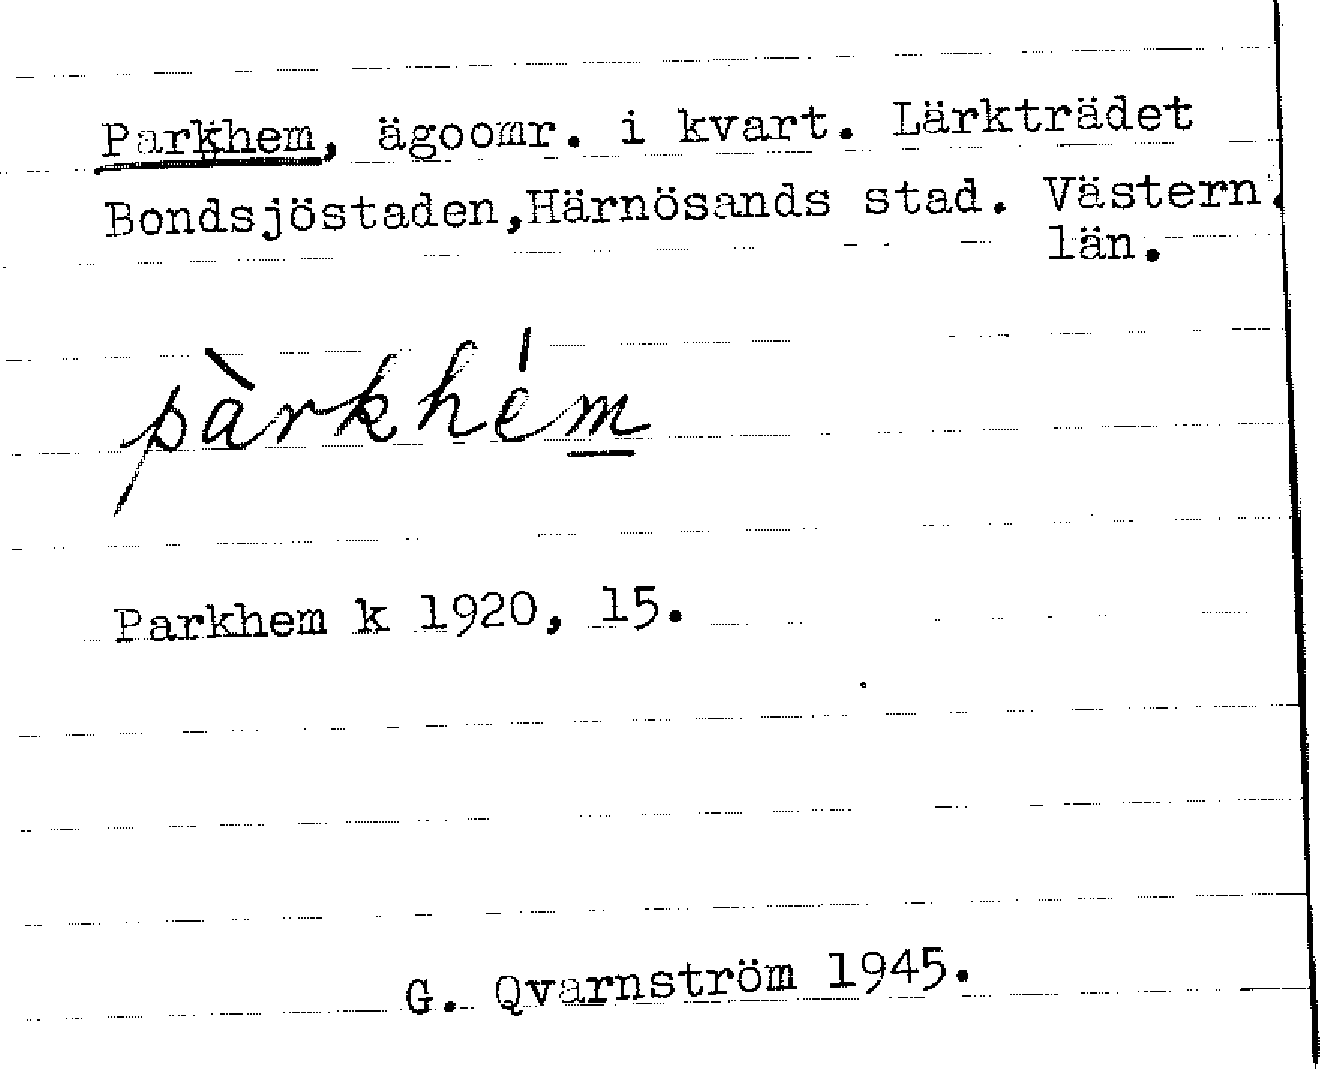 Parkhem, ägoomr. i kvart. Lärkträdet
Bondsjöstaden,Härnösands stad. Västern.
län.
pàrkhém
Parkhem k 1920, 15.
G. Qvarnström 1945.